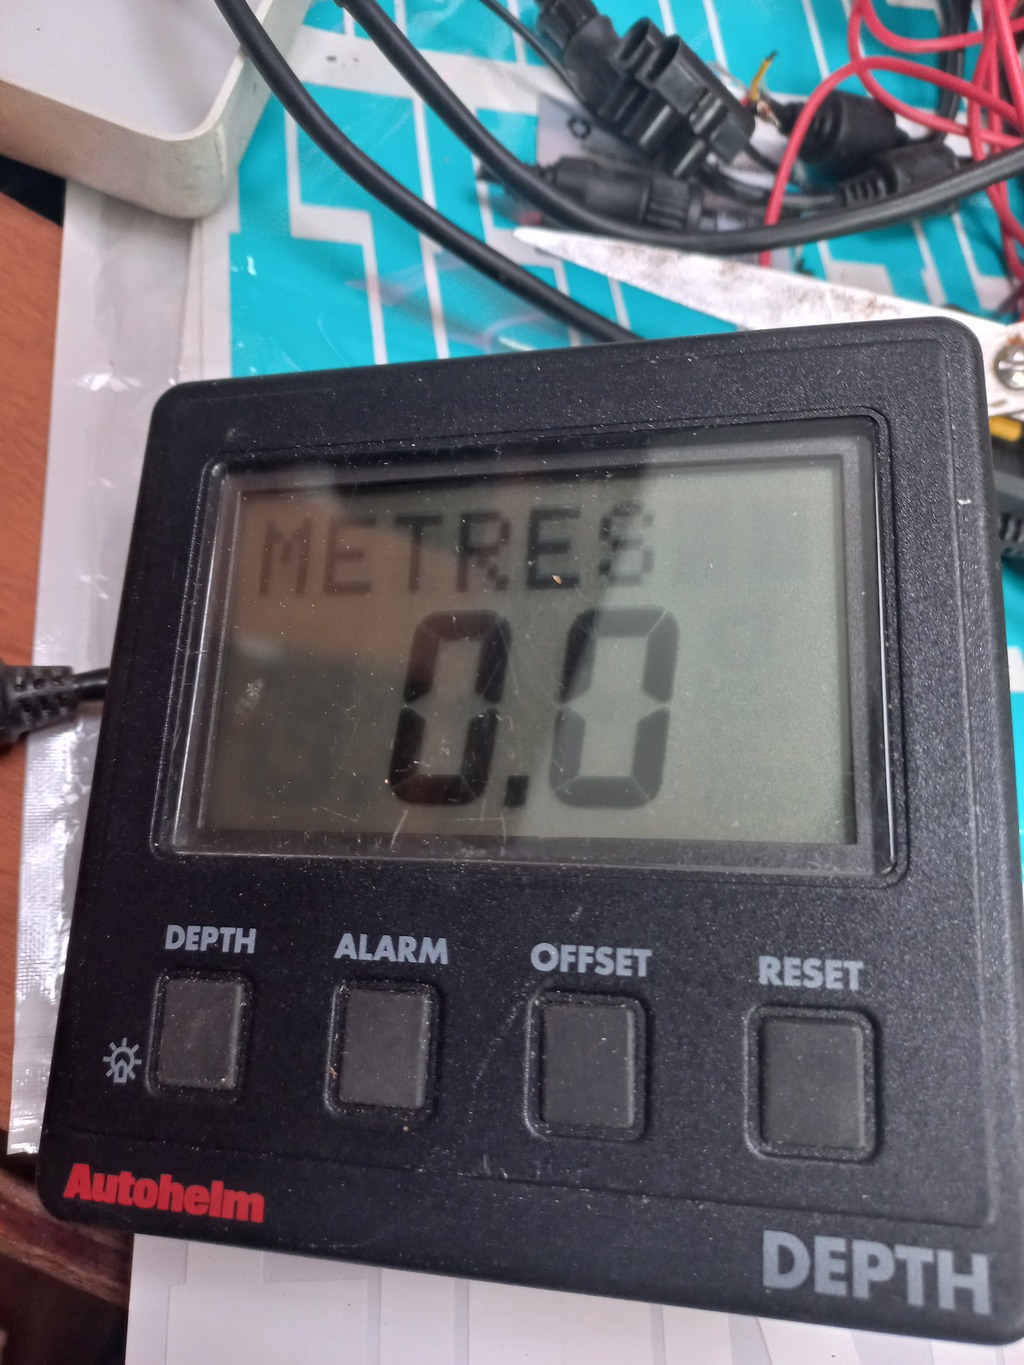 METRES
0.0
DEPTH ALARM OFFSET RESET
Autohelm
DEPTH